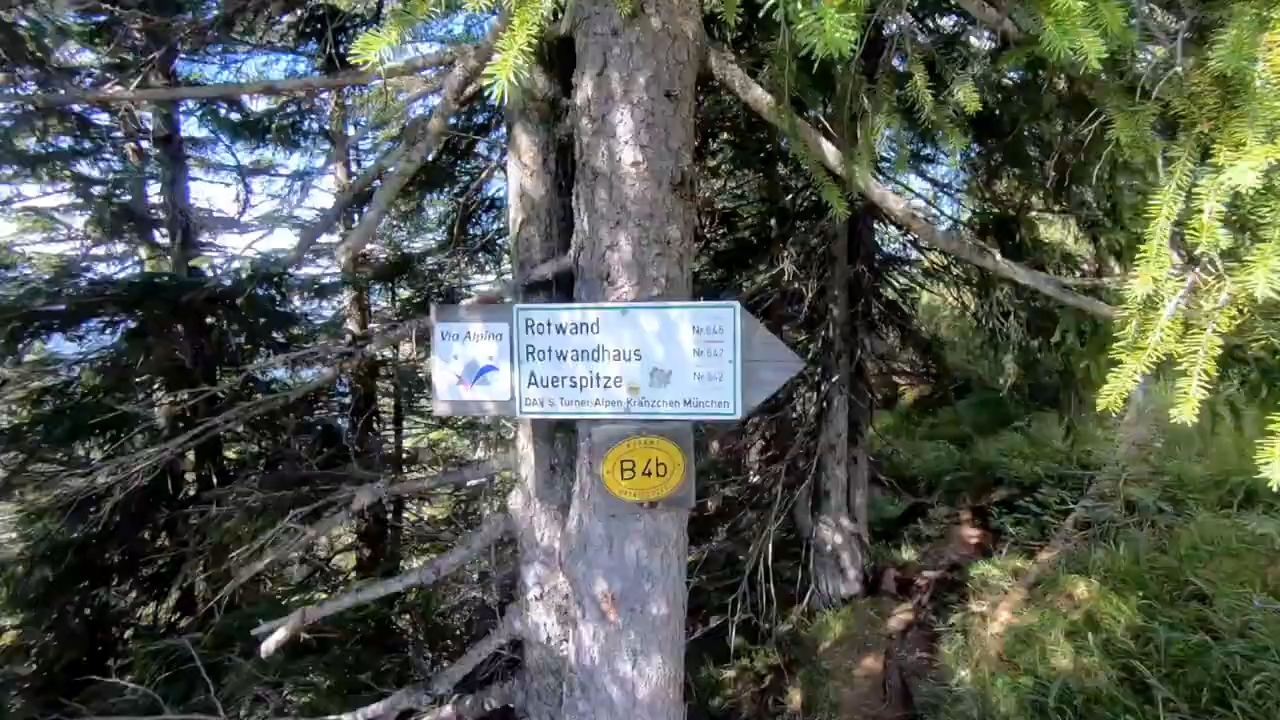 Via Alpina
Rotwand Nr. 646
Rotwandhaus Nr. 647
Auerspitze Nr. 642
DAV S. Turner-Alpen-Kränzchen München
B4b